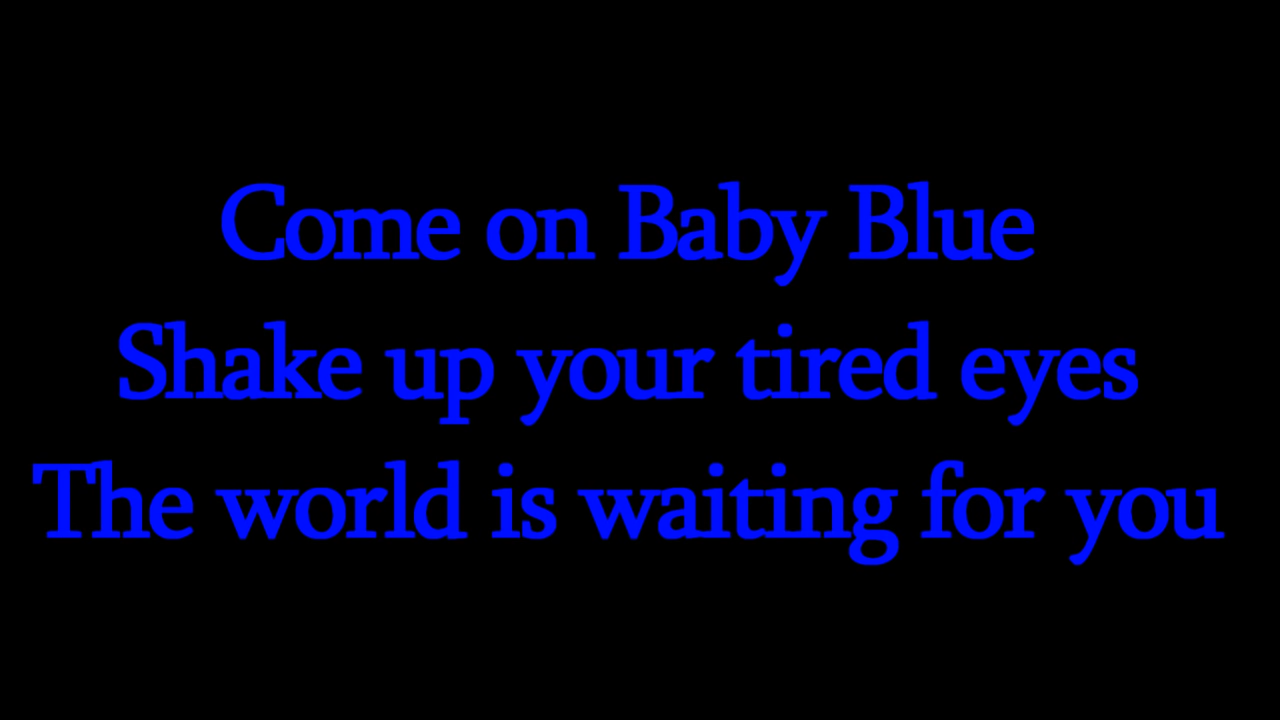 Come on Baby Blue
Shake up your tired eyes
The world is waiting for you